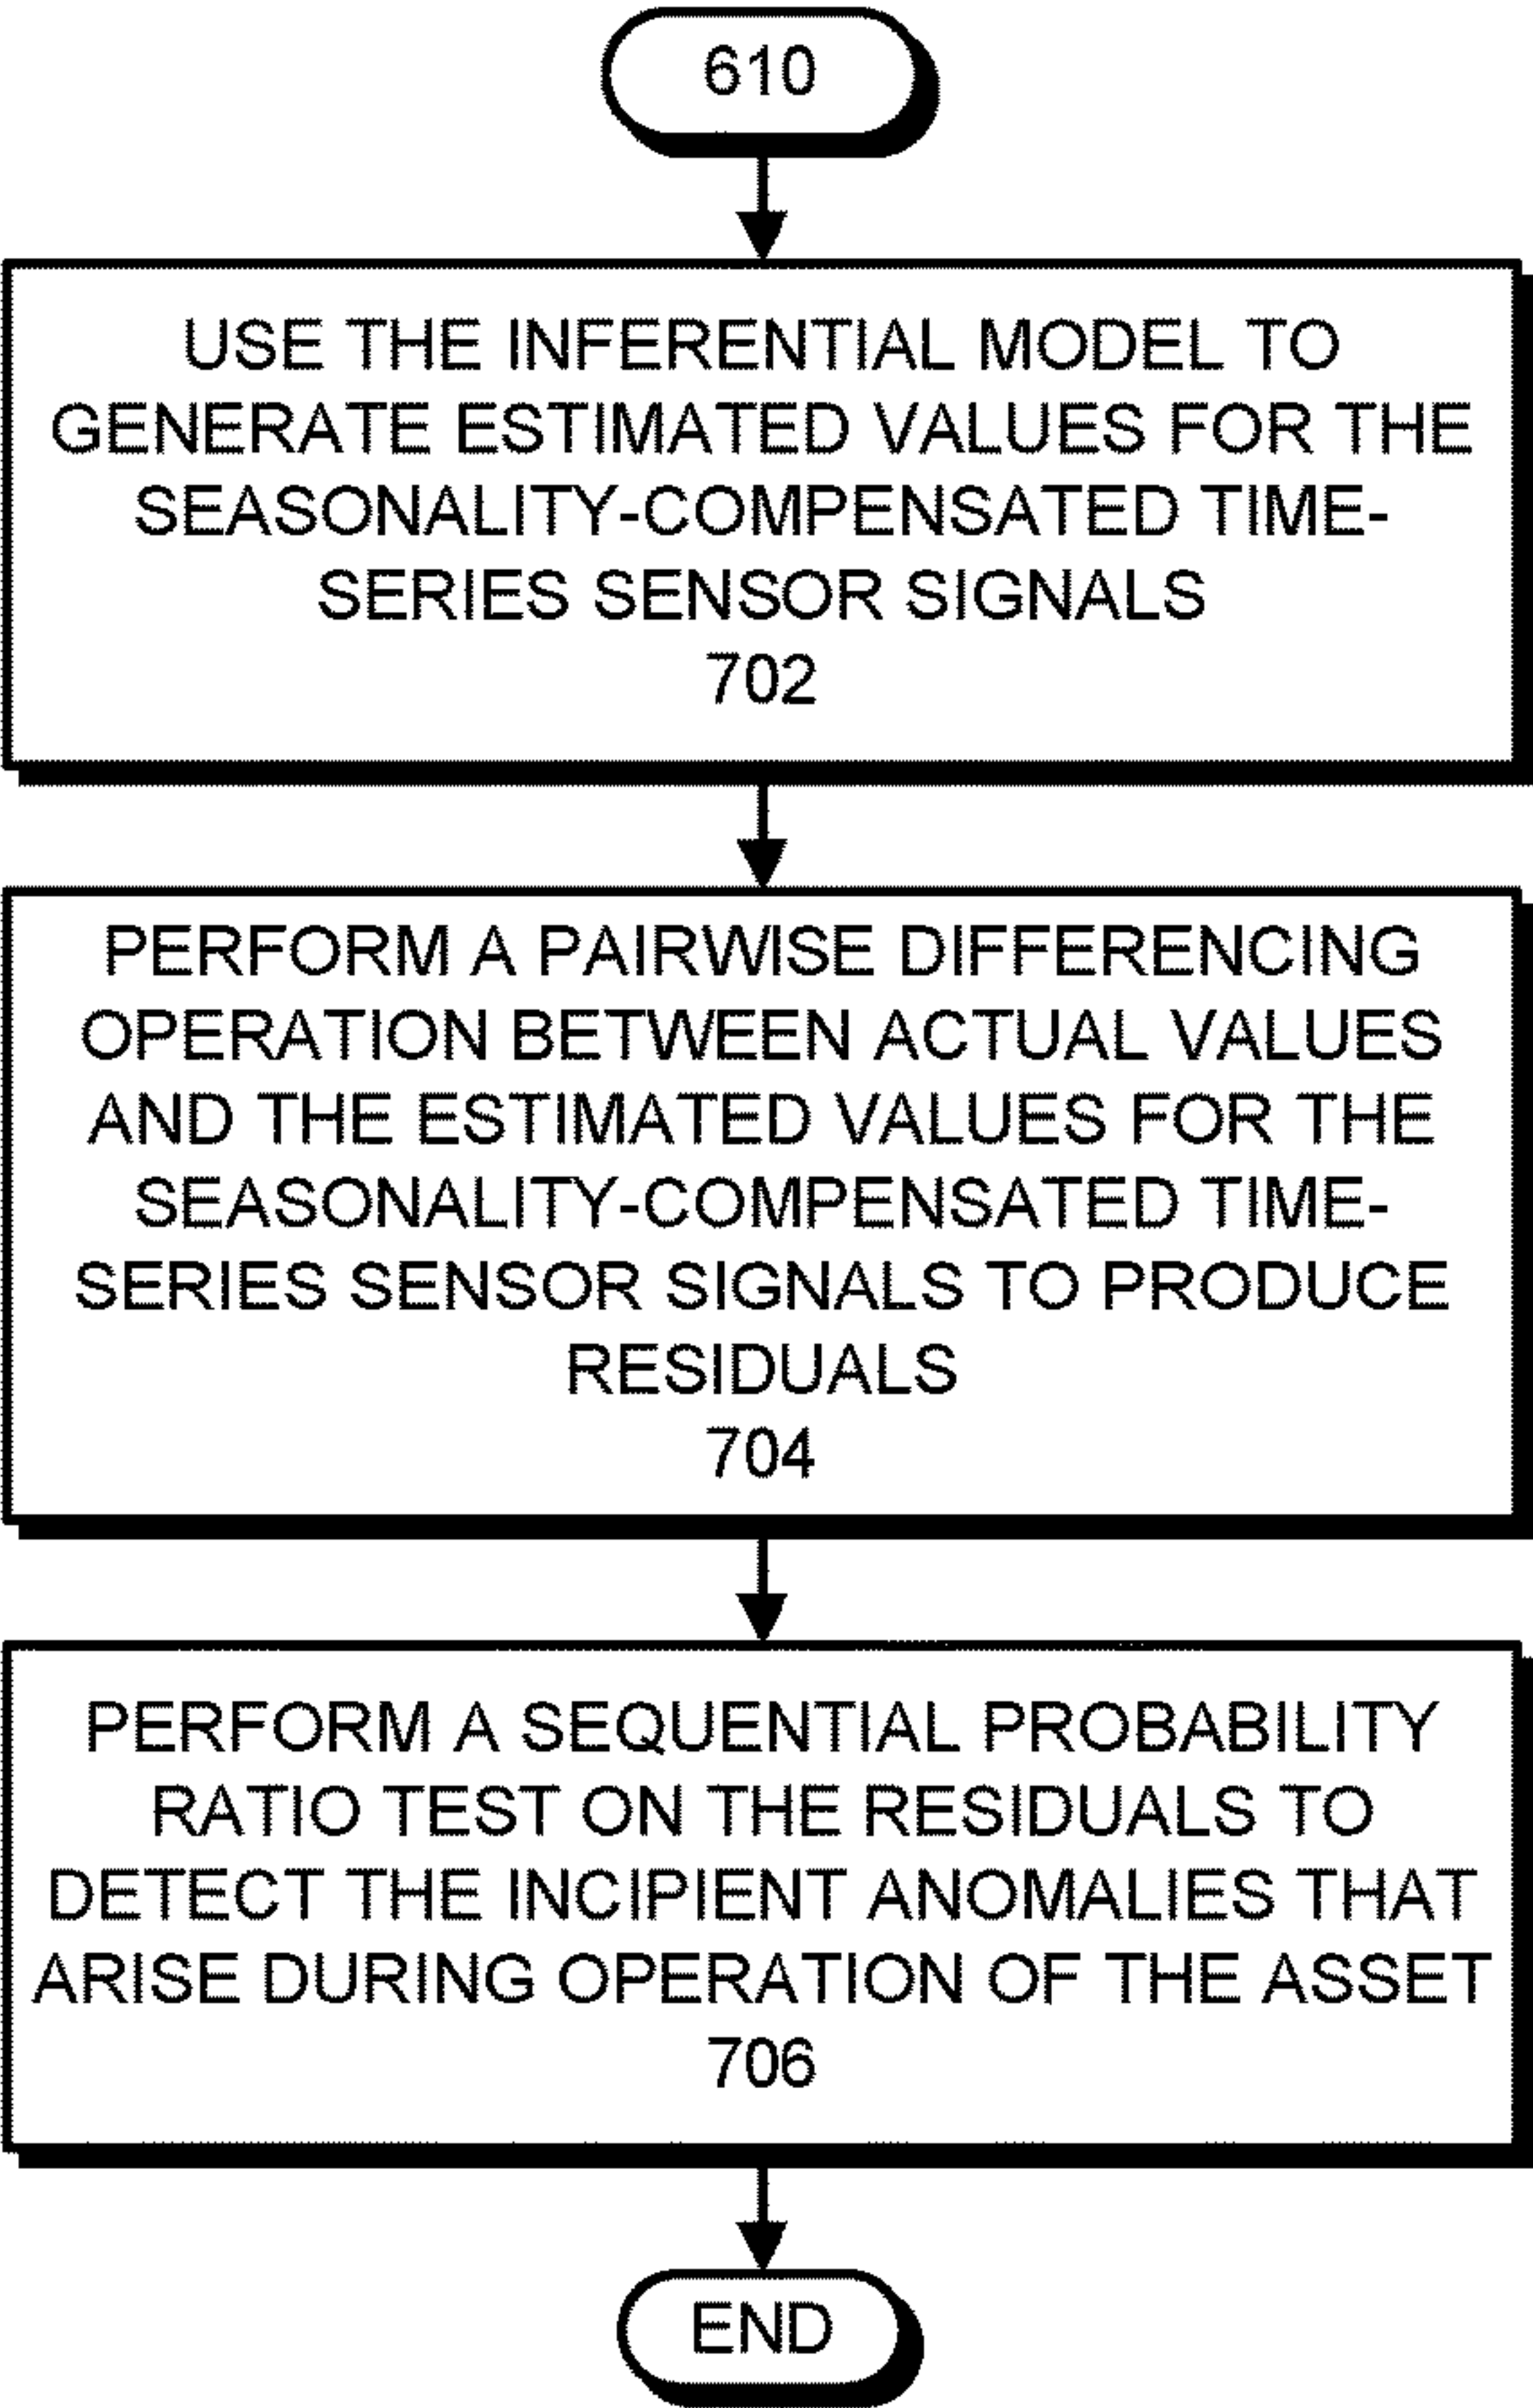 610
USE THE INFERENTIAL MODEL TO
GENERATE ESTIMATED VALUES FOR THE
SEASONALITY-COMPENSATED TIME-
SERIES SENSOR SIGNALS
702
PERFORM A PAIRWISE DIFFERENCING
OPERATION BETWEEN ACTUAL VALUES
AND THE ESTIMATED VALUES FOR THE
SEASONALITY-COMPENSATED TIME-
SERIES SENSOR SIGNALS TO PRODUCE
RESIDUALS
704
PERFORM A SEQUENTIAL PROBABILITY
RATIO TEST ON THE RESIDUALS TO
DETECT THE INCIPIENT ANOMALIES THAT
ARISE DURING OPERATION OF THE ASSET
706
END